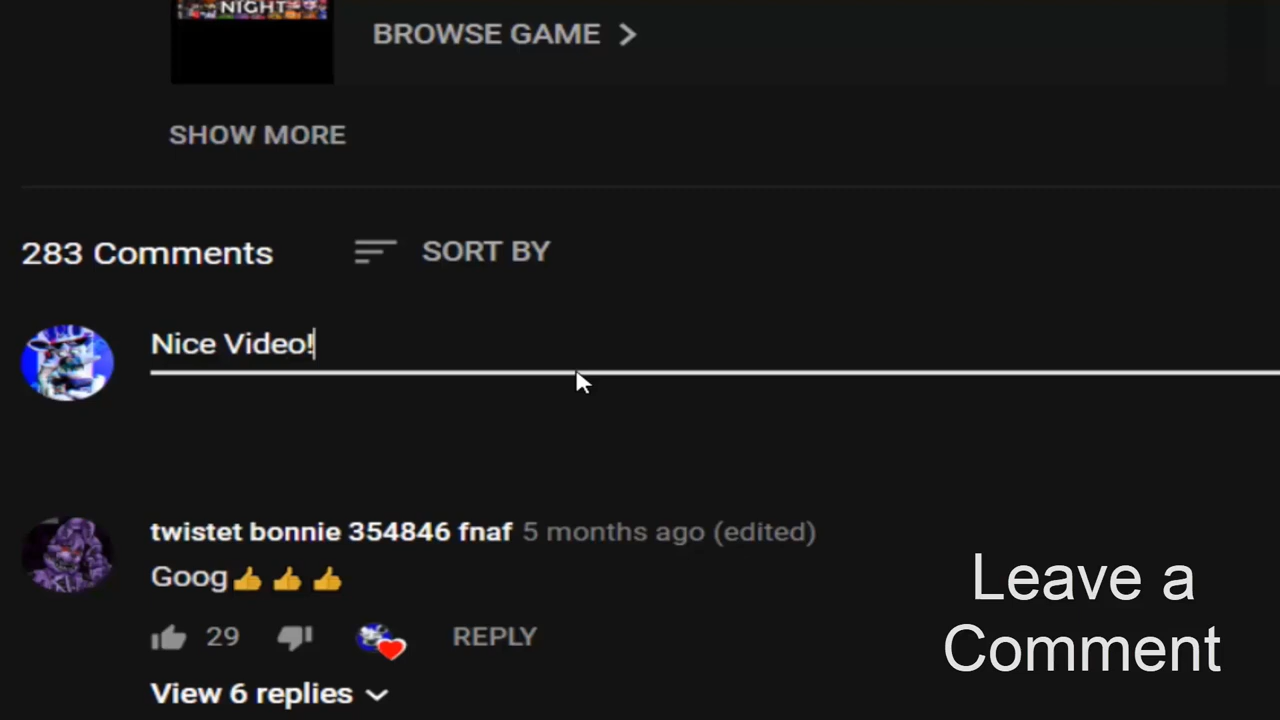 NIGHT
BROWSE GAME
SHOW MORE
283 Comments SORT BY
Nice Video!
twistet bonnie 354846 fnaf 5 months ago (edited)
Goog👍👍👍
29 REPLY
View 6 replies
Leave a
Comment